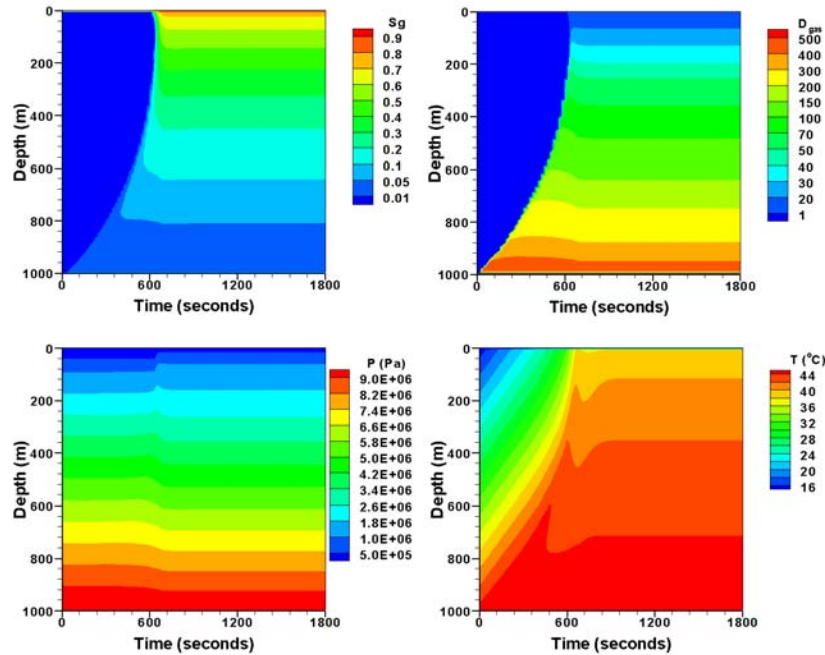 Sg
0.9
0.8
0.7
0.6
0.5
0.4
0.3
0.2
0.1
0.05
0.01
0
200
400
600
800
1000
Depth (m)
0 600 1200 1800
Time (seconds)
D gas
500
400
300
200
150
100
70
50
30
20
1
0
200
400
600
800
1000
Depth (m)
0 600 1200 1800
Time (seconds)
P (Pa)
9.0E+06
8.2E+06
7.4E+06
6.6E+06
5.8E+06
5.0E+06
4.2E+06
3.4E+06
2.6E+06
1.8E+06
1.0E+06
5.0E+05
0
200
400
600
800
1000
Depth (m)
0 600 1200 1800
Time (seconds)
T (°C)
44
40
36
32
28
24
20
16
0
200
400
600
800
1000
Depth (m)
0 600 1200 1800
Time (seconds)